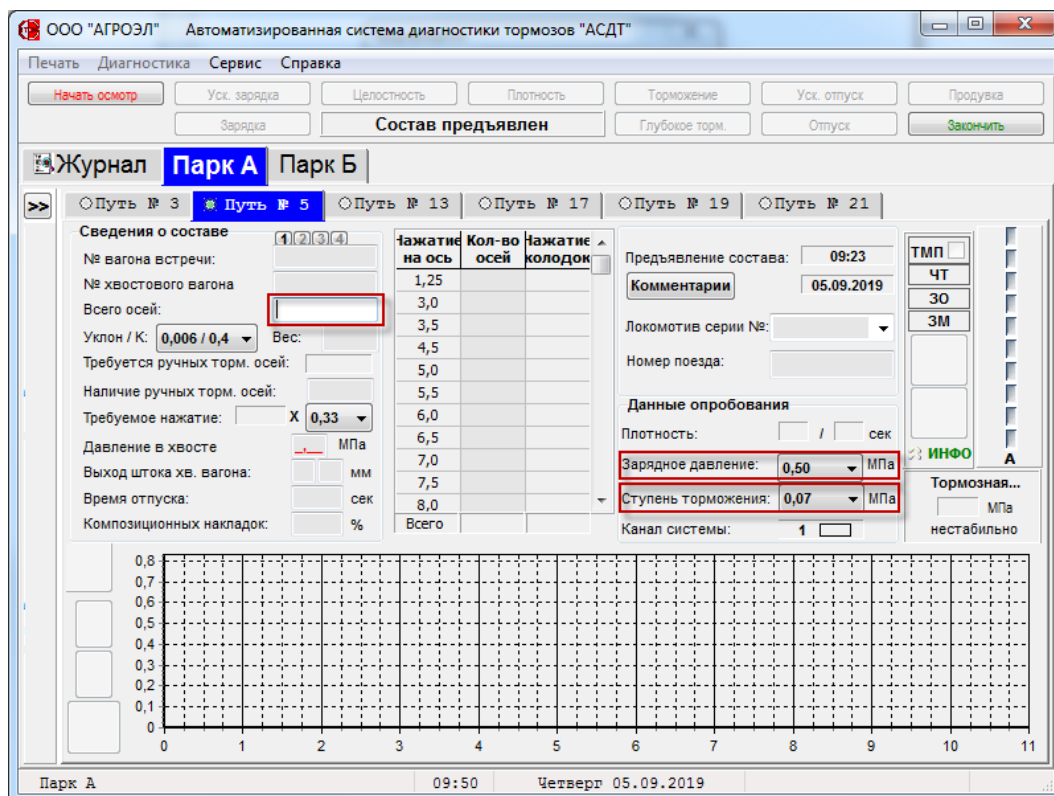 ООО "АГРОЭЛ" Автоматизированная система диагностики тормозов "АСДТ"
Печать Диагностика Сервис Справка
Начать осмотр Уск. зарядка Целостность Плотность Торможение Уск. отпуск Продувка
Зарядка Состав предъявлен Глубокое торм. Отпуск Закончить
Журнал Парк А Парк Б
>> Путь № 3 Путь № 5 Путь № 13 Путь № 17 Путь № 19 Путь № 21
Сведения о составе 1 2 3 4
№ вагона встречи:
№ хвостового вагона
Всего осей:
Уклон / К: 0,006 / 0,4 Вес:
Требуется ручных торм. осей:
Наличие ручных торм. осей:
Требуемое нажатие: X 0,33
Давление в хвосте _,__ МПа
Выход штока хв. вагона: мм
Время отпуска: сек
Композиционных накладок: %
Нажатие Кол-во Нажатие
на ось осей колодок
1,25
3,0
3,5
4,5
5,0
5,5
6,0
6,5
7,0
7,5
8,0
Всего
Предъявление состава: 09:23
Комментарии 05.09.2019
Локомотив серии №:
Номер поезда:
Данные опробования
Плотность: / сек
Зарядное давление: 0,50 МПа
Ступень торможения: 0,07 МПа
Канал системы: 1
ТМП
ЧТ
ЗО
ЗМ
ИНФО
А
Тормозная...
МПа
нестабильно
0,8
0,7
0,6
0,5
0,4
0,3
0,2
0,1
0
0 1 2 3 4 5 6 7 8 9 10 11
Парк А 09:50 Четверг 05.09.2019